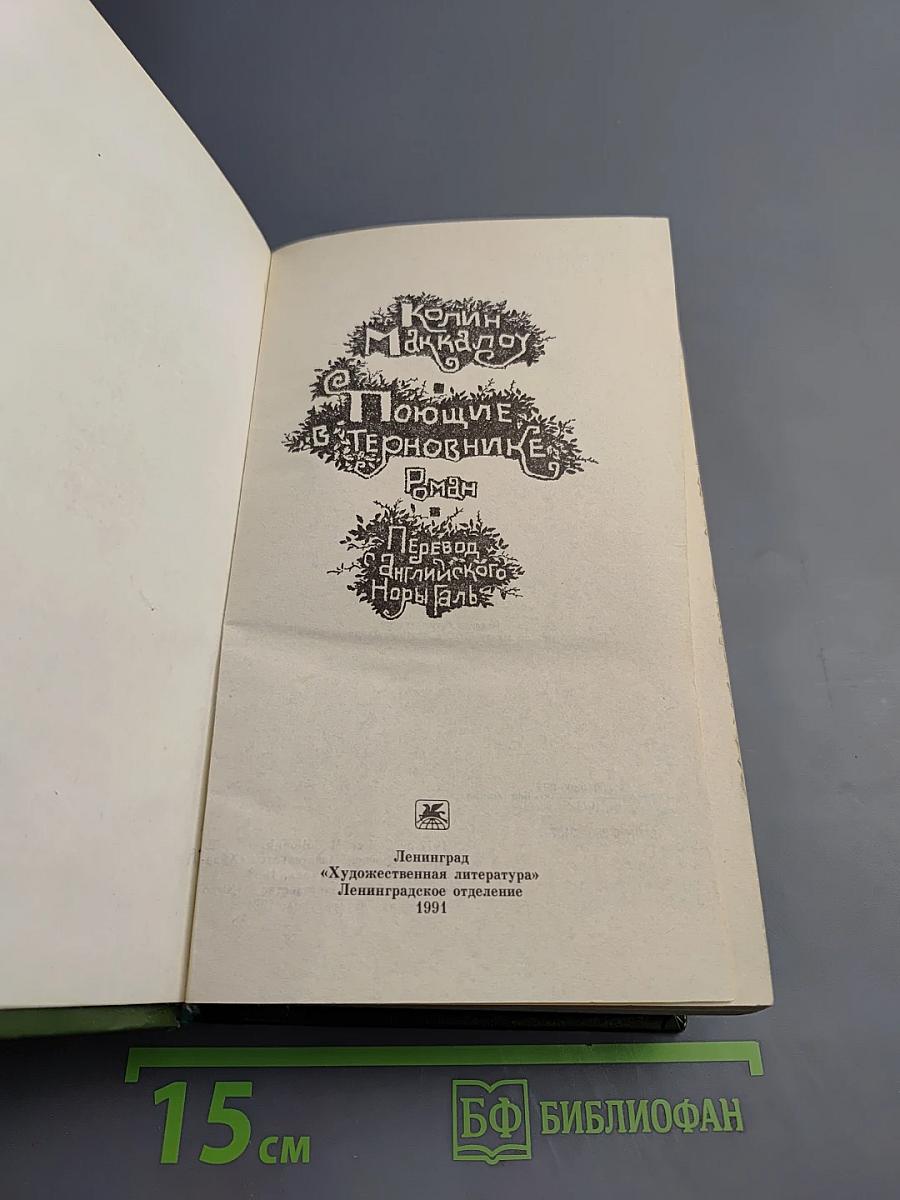 Колин
Маккалоу
Поющие
в терновнике
Роман
Перевод
с английского
Норы Галь
Ленинград
«Художественная литература»
Ленинградское отделение
1991
15 см
БФ БИБЛИОФАН